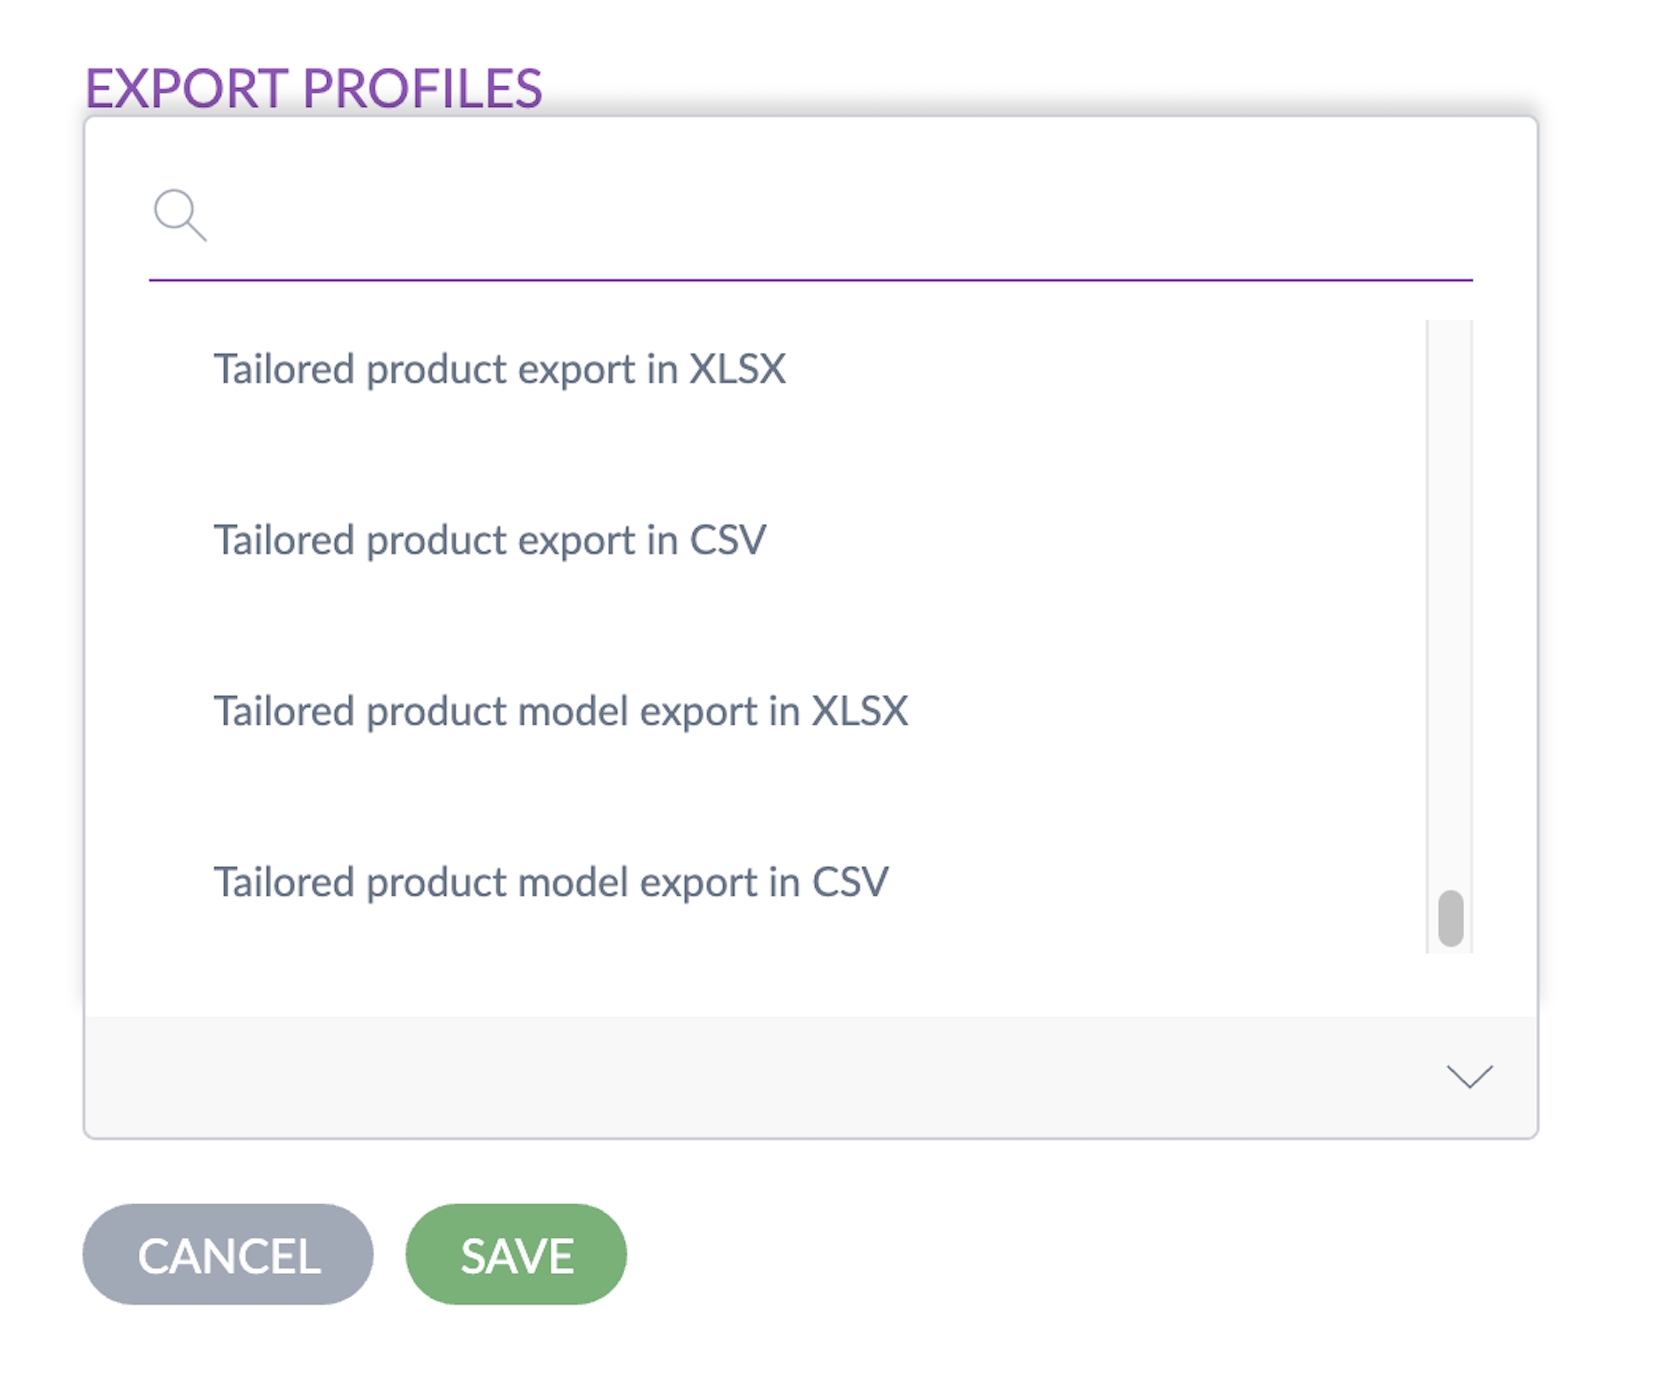 EXPORT PROFILES
Tailored product export in XLSX
Tailored product export in CSV
Tailored product model export in XLSX
Tailored product model export in CSV
CANCEL SAVE